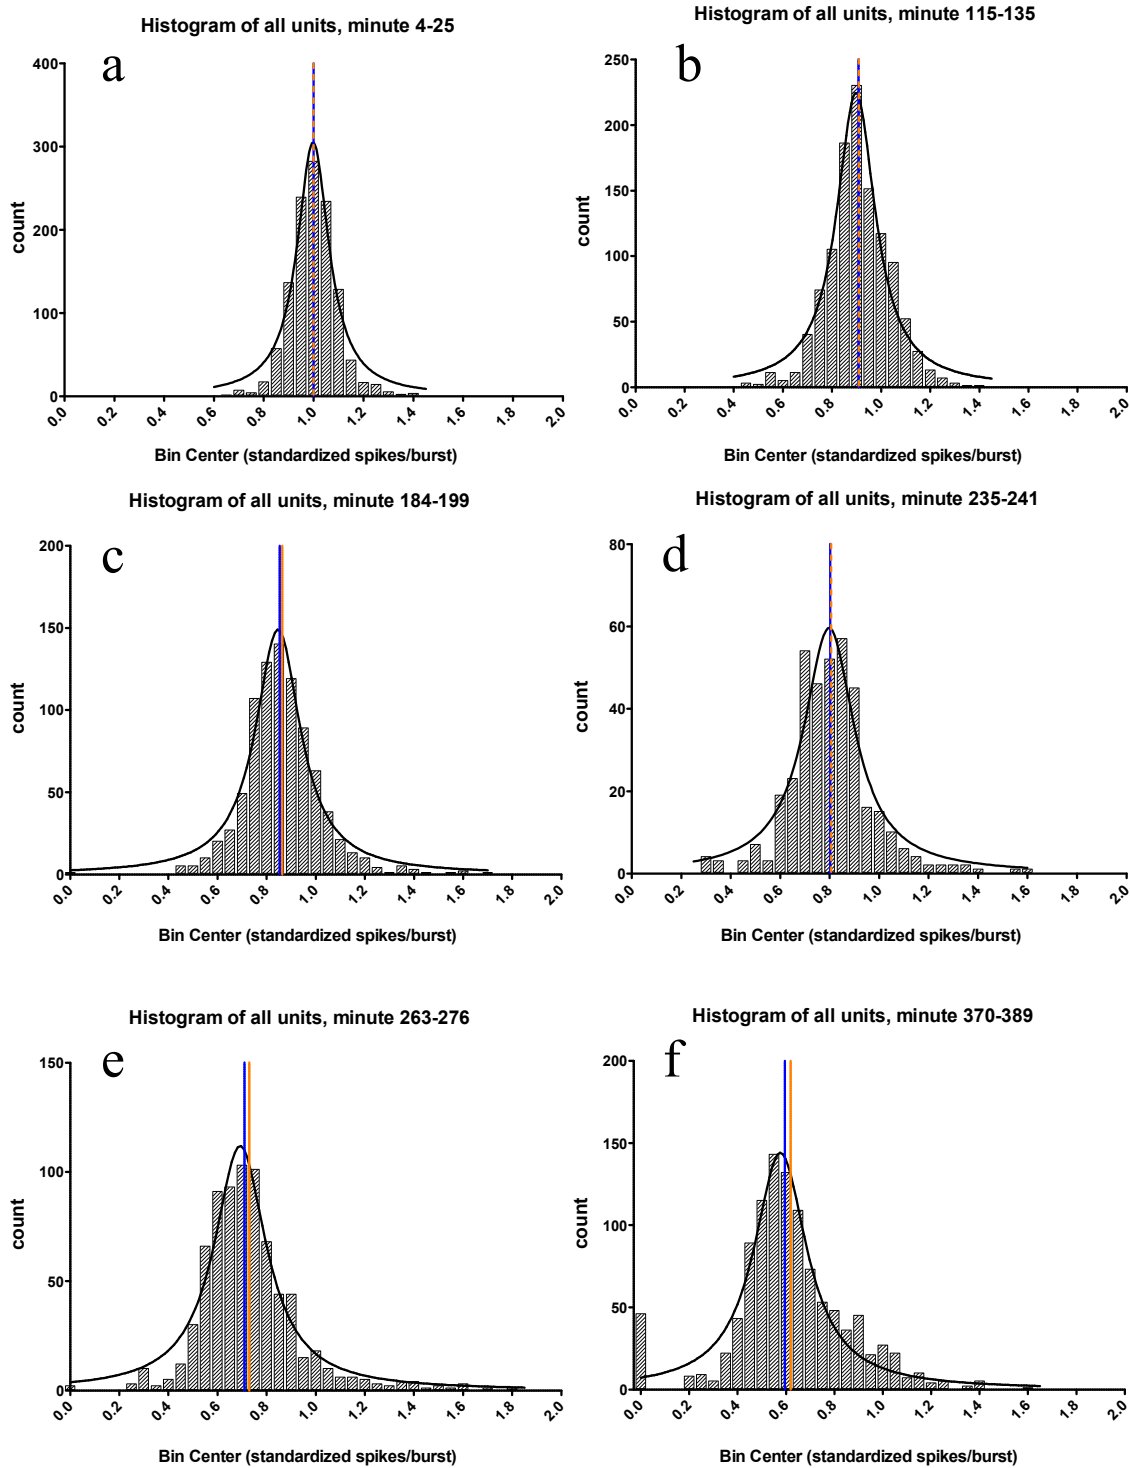 Histogram of all units, minute 4-25
a
400
300
200
100
0
count
0.0 0.2 0.4 0.6 0.8 1.0 1.2 1.4 1.6 1.8 2.0
Bin Center (standardized spikes/burst)
Histogram of all units, minute 115-135
b
250
200
150
100
50
0
count
0.0 0.2 0.4 0.6 0.8 1.0 1.2 1.4 1.6 1.8 2.0
Bin Center (standardized spikes/burst)
Histogram of all units, minute 184-199
c
200
150
100
50
0
count
0.0 0.2 0.4 0.6 0.8 1.0 1.2 1.4 1.6 1.8 2.0
Bin Center (standardized spikes/burst)
Histogram of all units, minute 235-241
d
80
60
40
20
0
count
0.0 0.2 0.4 0.6 0.8 1.0 1.2 1.4 1.6 1.8 2.0
Bin Center (standardized spikes/burst)
Histogram of all units, minute 263-276
e
150
100
50
0
count
0.0 0.2 0.4 0.6 0.8 1.0 1.2 1.4 1.6 1.8 2.0
Bin Center (standardized spikes/burst)
Histogram of all units, minute 370-389
f
200
150
100
50
0
count
0.0 0.2 0.4 0.6 0.8 1.0 1.2 1.4 1.6 1.8 2.0
Bin Center (standardized spikes/burst)